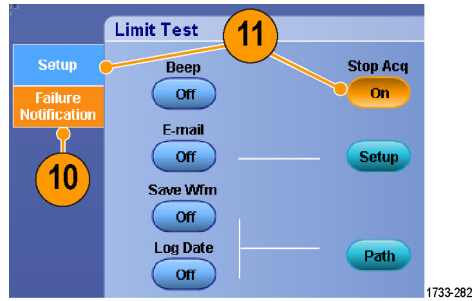 Limit Test
11
Setup
Beep
Stop Acq
Off
On
Failure
Notification
E-mail
Off
Setup
10
Save Wfm
Off
Log Date
Off
Path
1733-282